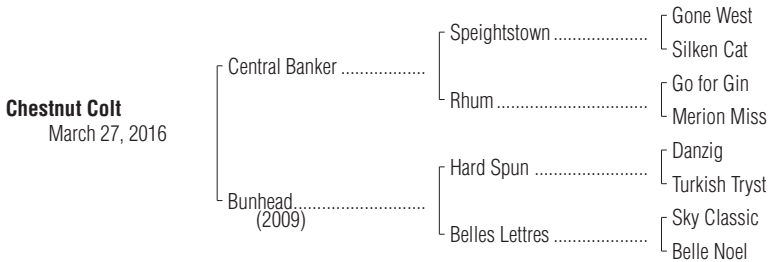 Gone West
Speightstown ....................
Silken Cat
Central Banker ..................
Go for Gin
Rhum ................................
Chestnut Colt
Merion Miss
March 27, 2016
Danzig
Hard Spun ........................
Turkish Tryst
Bunhead............................
(2009)
Sky Classic
Belles Lettres ....................
Belle Noel